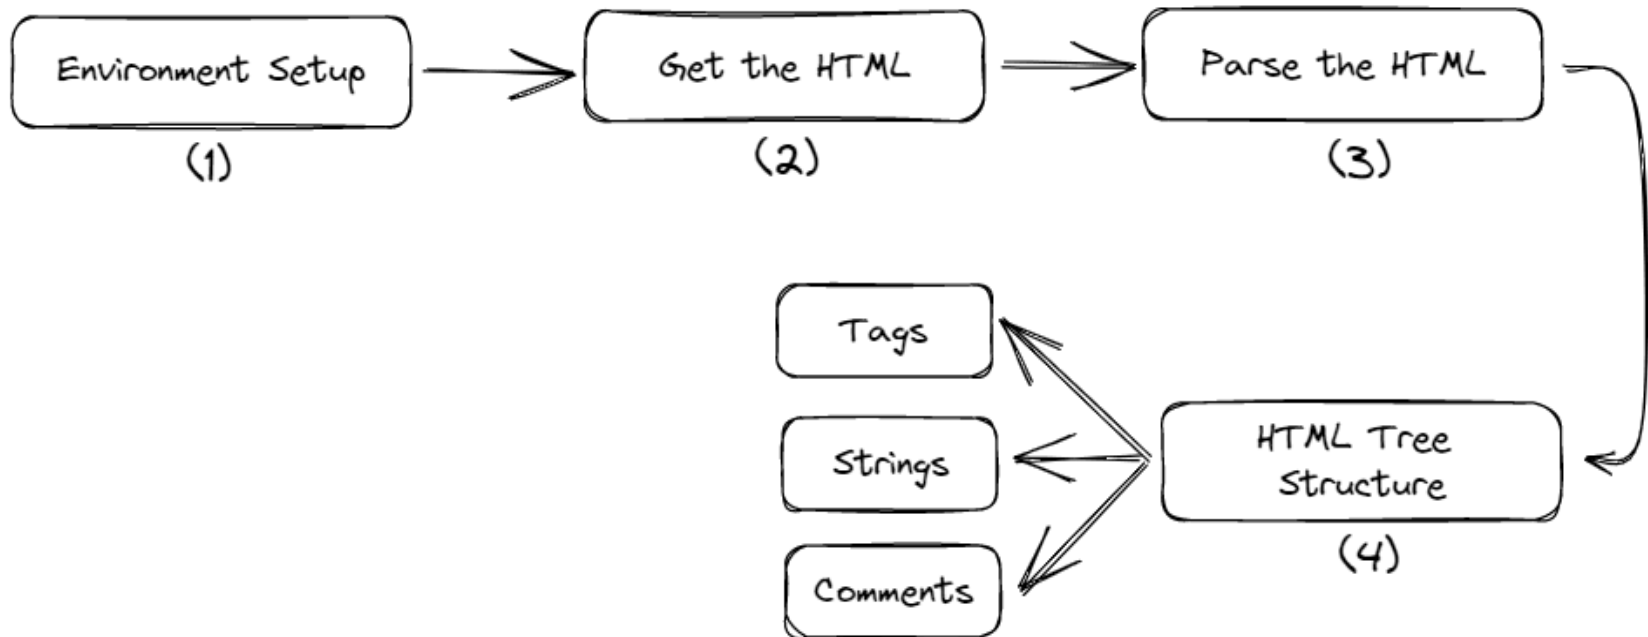 Environment Setup
(1)
Get the HTML
(2)
Parse the HTML
(3)
Tags
Strings
Comments
HTML Tree
Structure
(4)